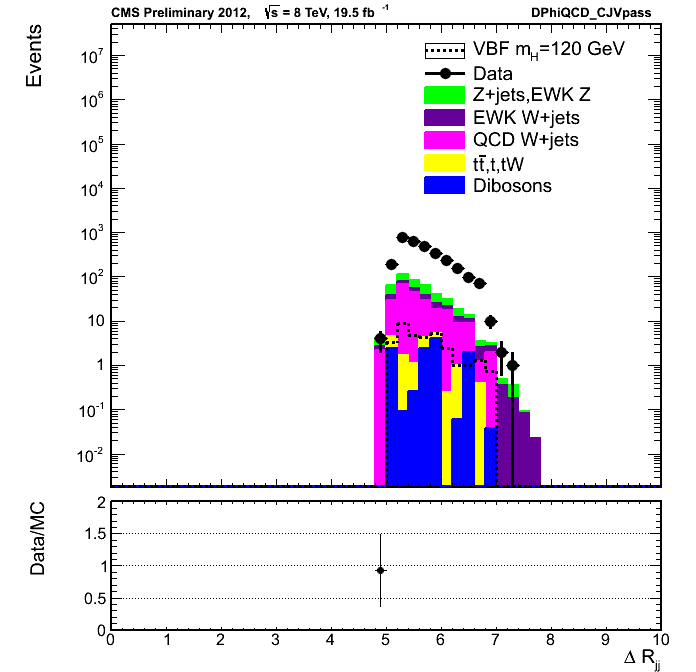 CMS Preliminary 2012, √s = 8 TeV, 19.5 fb⁻¹ DPhiQCD_CJVpass
Events
VBF m_H=120 GeV
Data
Z+jets,EWK Z
EWK W+jets
QCD W+jets
tt̄,t,tW
Dibosons
10⁷
10⁶
10⁵
10⁴
10³
10²
10
1
10⁻¹
10⁻²
Data/MC
2
1.5
1
0.5
0
0 1 2 3 4 5 6 7 8 9 10
Δ R_jj